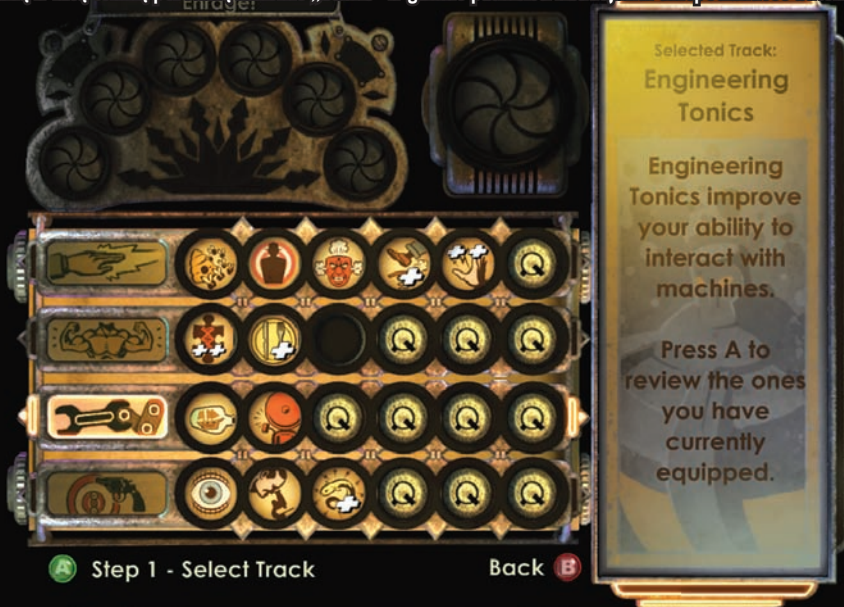 Enrage!
Selected Track:
Engineering
Tonics
Engineering
Tonics improve
your ability to
interact with
machines.
Press A to
review the ones
you have
currently
equipped.
A Step 1 - Select Track
Back B